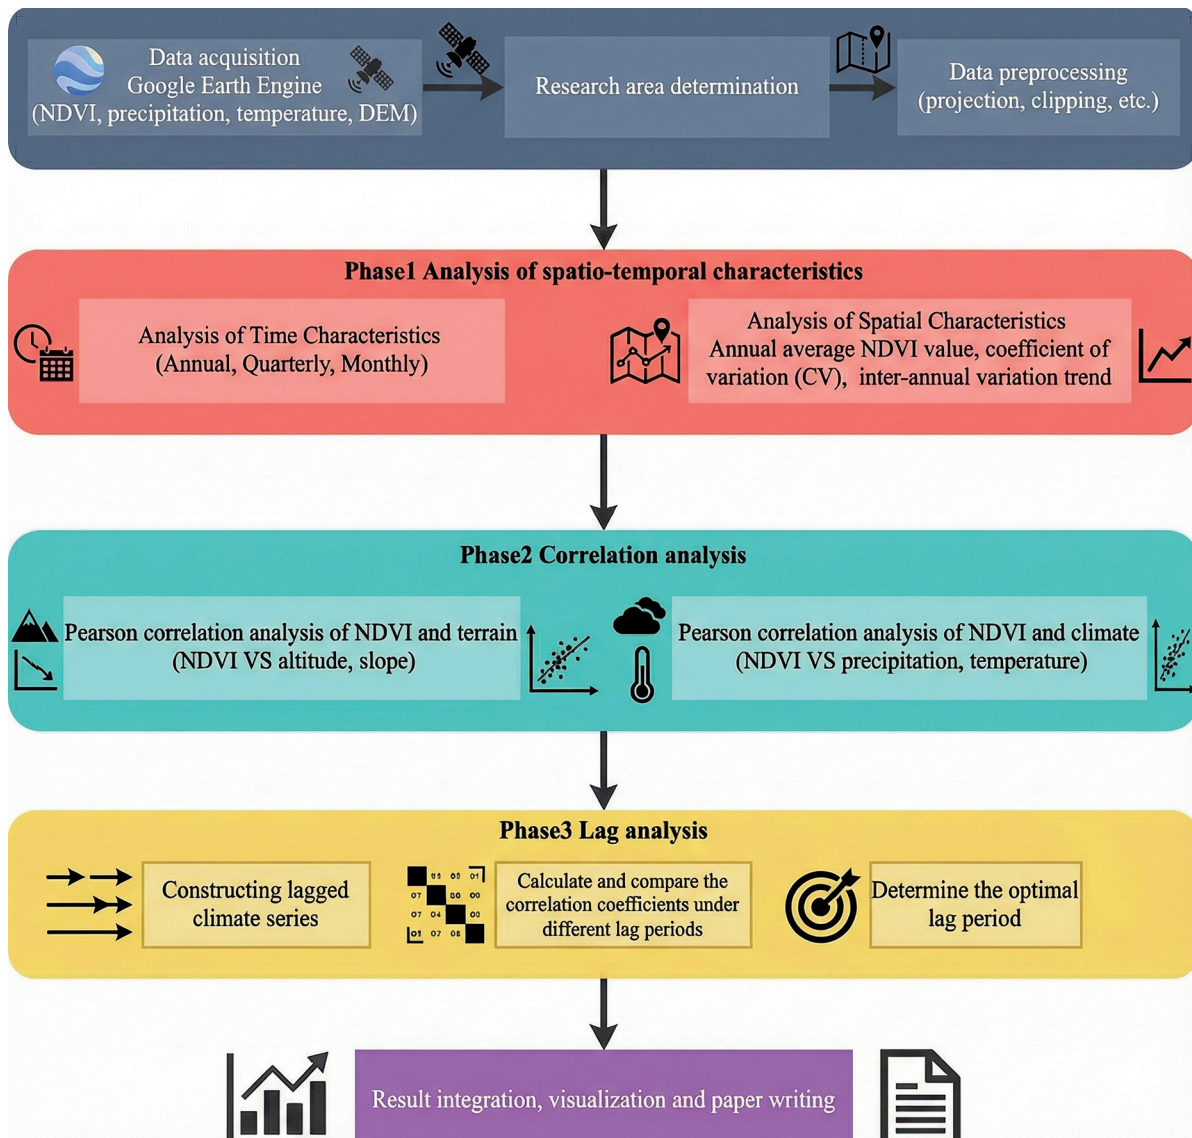 Data acquisition
Google Earth Engine
(NDVI, precipitation, temperature, DEM)
Research area determination
Data preprocessing
(projection, clipping, etc.)
Phase1 Analysis of spatio-temporal characteristics
Analysis of Time Characteristics
(Annual, Quarterly, Monthly)
Analysis of Spatial Characteristics
Annual average NDVI value, coefficient of
variation (CV), inter-annual variation trend
Phase2 Correlation analysis
Pearson correlation analysis of NDVI and terrain
(NDVI VS altitude, slope)
Pearson correlation analysis of NDVI and climate
(NDVI VS precipitation, temperature)
Phase3 Lag analysis
Constructing lagged
climate series
Calculate and compare the
correlation coefficients under
different lag periods
Determine the optimal
lag period
Result integration, visualization and paper writing